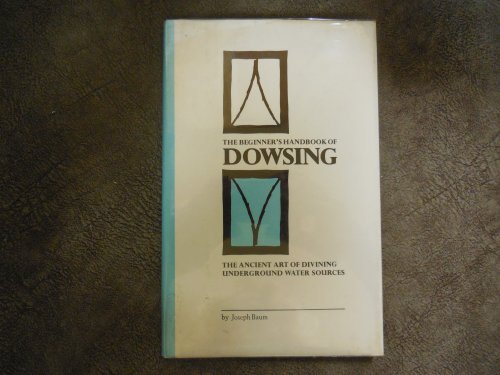 THE BEGINNER'S HANDBOOK OF
DOWSING
THE ANCIENT ART OF DIVINING
UNDERGROUND WATER SOURCES
by Joseph Baum